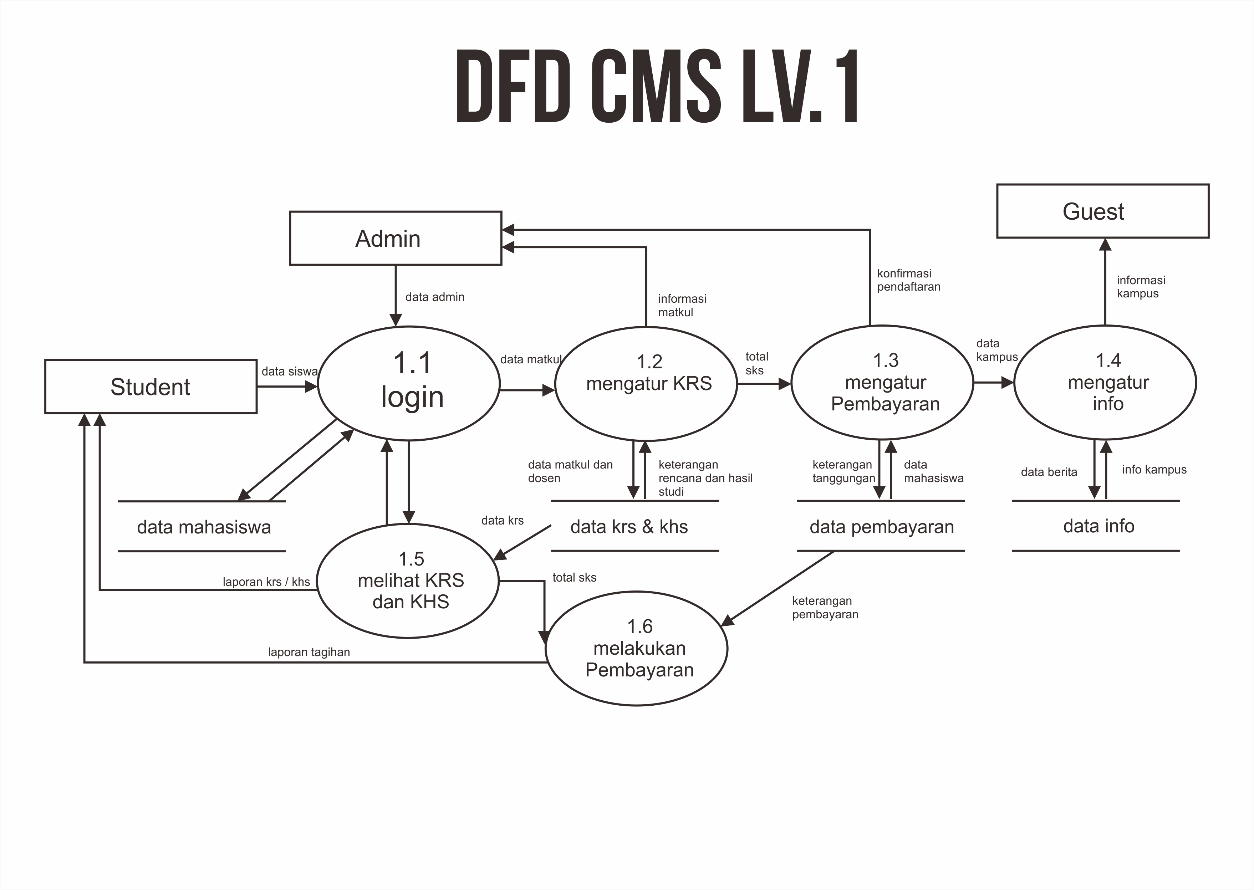 DFD CMS LV.1
Guest
Admin
konfirmasi
pendaftaran
informasi
kampus
data admin
informasi
matkul
1.1
login
data matkul
1.2
mengatur KRS
total
sks
1.3
mengatur
Pembayaran
data
kampus
1.4
mengatur
info
Student
data siswa
data matkul dan
dosen
keterangan
rencana dan hasil
studi
keterangan
tanggungan
data
mahasiswa
data berita
info kampus
data mahasiswa
data krs
data krs & khs
data pembayaran
data info
1.5
melihat KRS
dan KHS
laporan krs / khs
total sks
keterangan
pembayaran
1.6
melakukan
Pembayaran
laporan tagihan